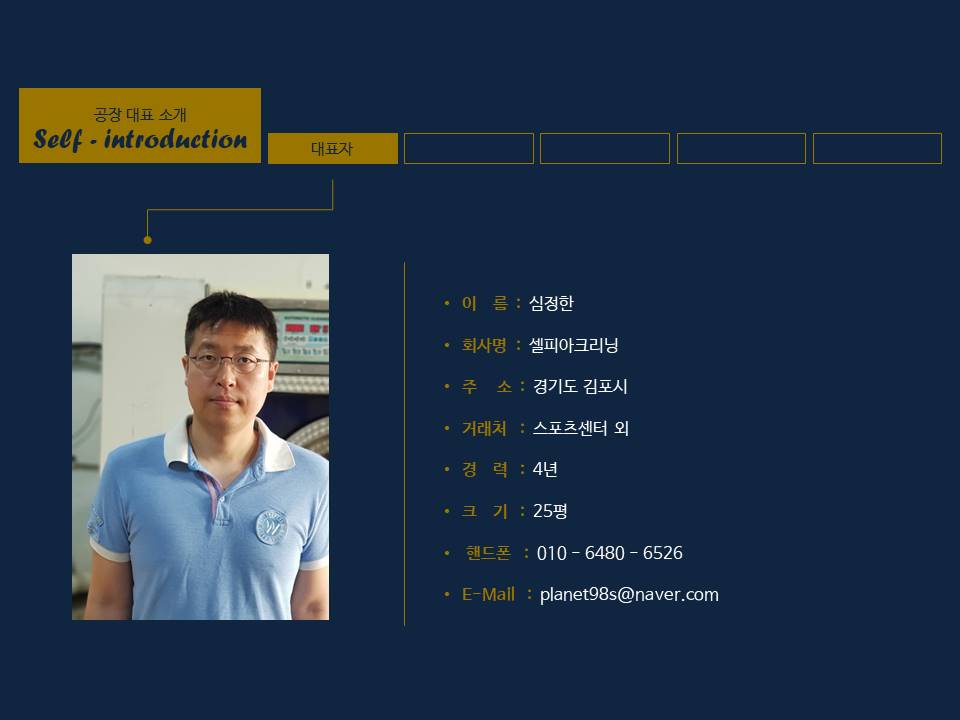 공장 대표 소개
Self - introduction
대표자
• 이 름 : 심정한
• 회사명 : 셀피아크리닝
• 주 소 : 경기도 김포시
• 거래처 : 스포츠센터 외
• 경 력 : 4년
• 크 기 : 25평
• 핸드폰 : 010 - 6480 - 6526
• E-Mail : planet98s@naver.com